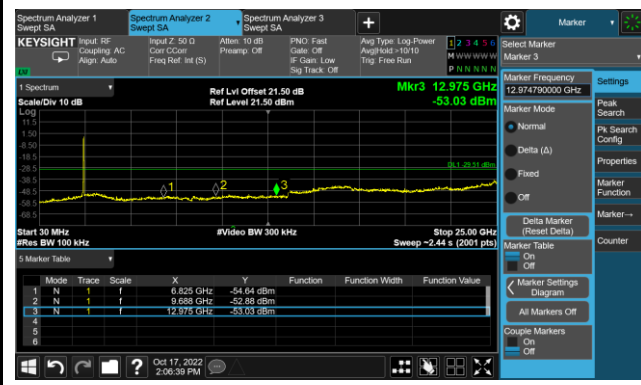 Spectrum Analyzer 1
Swept SA
Spectrum Analyzer 2
Swept SA
Spectrum Analyzer 3
Swept SA
+
Marker
KEYSIGHT
Input: RF
Coupling: AC
Align: Auto
Input Z: 50 Ω
Corr CCorr
Freq Ref: Int (S)
Atten: 10 dB
Preamp: Off
PNO: Fast
Gate: Off
IF Gain: Low
Sig Track: Off
Avg Type: Log-Power
Avg|Hold:>10/10
Trig: Free Run
1 2 3 4 5 6
M W W W W W
P N N N N N
LVI
Select Marker
Marker 3
1 Spectrum
Scale/Div 10 dB
Log
Ref Lvl Offset 21.50 dB
Ref Level 21.50 dBm
Mkr3 12.975 GHz
-53.03 dBm
11.5
1.50
-8.50
-18.5
-28.5
-38.5
-48.5
-58.5
-68.5
DL1 -29.51 dBm
1
2
3
Start 30 MHz
#Res BW 100 kHz
#Video BW 300 kHz
Stop 25.00 GHz
Sweep ~2.44 s (2001 pts)
5 Marker Table
Mode Trace Scale X Y Function Function Width Function Value
1 N 1 f 6.825 GHz -54.64 dBm
2 N 1 f 9.688 GHz -52.88 dBm
3 N 1 f 12.975 GHz -53.03 dBm
4
5
6
Marker Frequency
12.974790000 GHz
Marker Mode
Normal
Delta (Δ)
Fixed
Off
Delta Marker
(Reset Delta)
Marker Table
On
Off
Marker Settings
Diagram
All Markers Off
Couple Markers
On
Off
Settings
Peak
Search
Pk Search
Config
Properties
Marker
Function
Marker→
Counter
?
Oct 17, 2022
2:06:39 PM